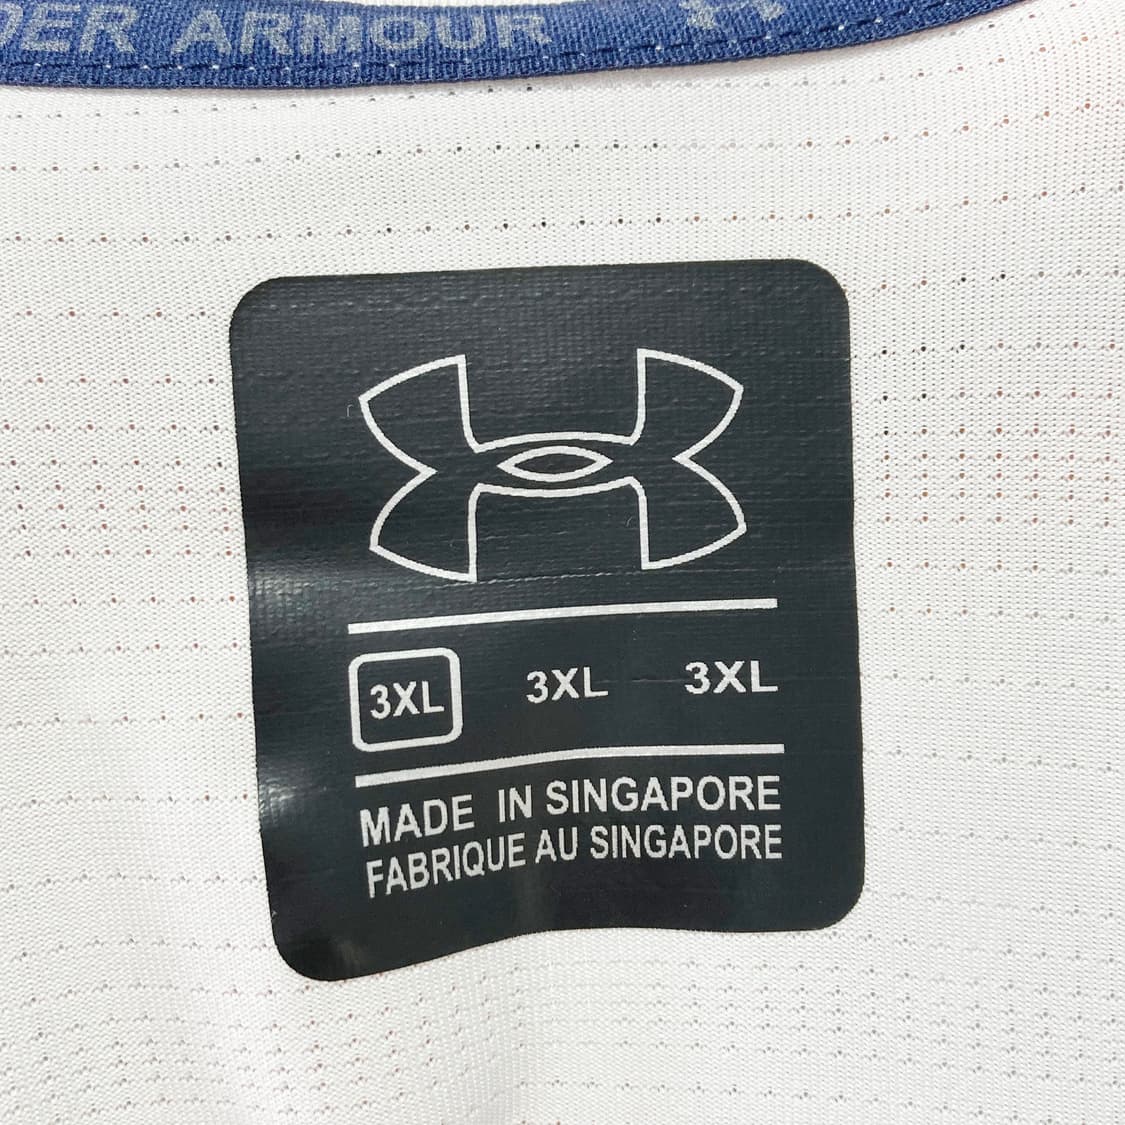 DER ARMOUR
3XL 3XL 3XL
MADE IN SINGAPORE
FABRIQUE AU SINGAPORE